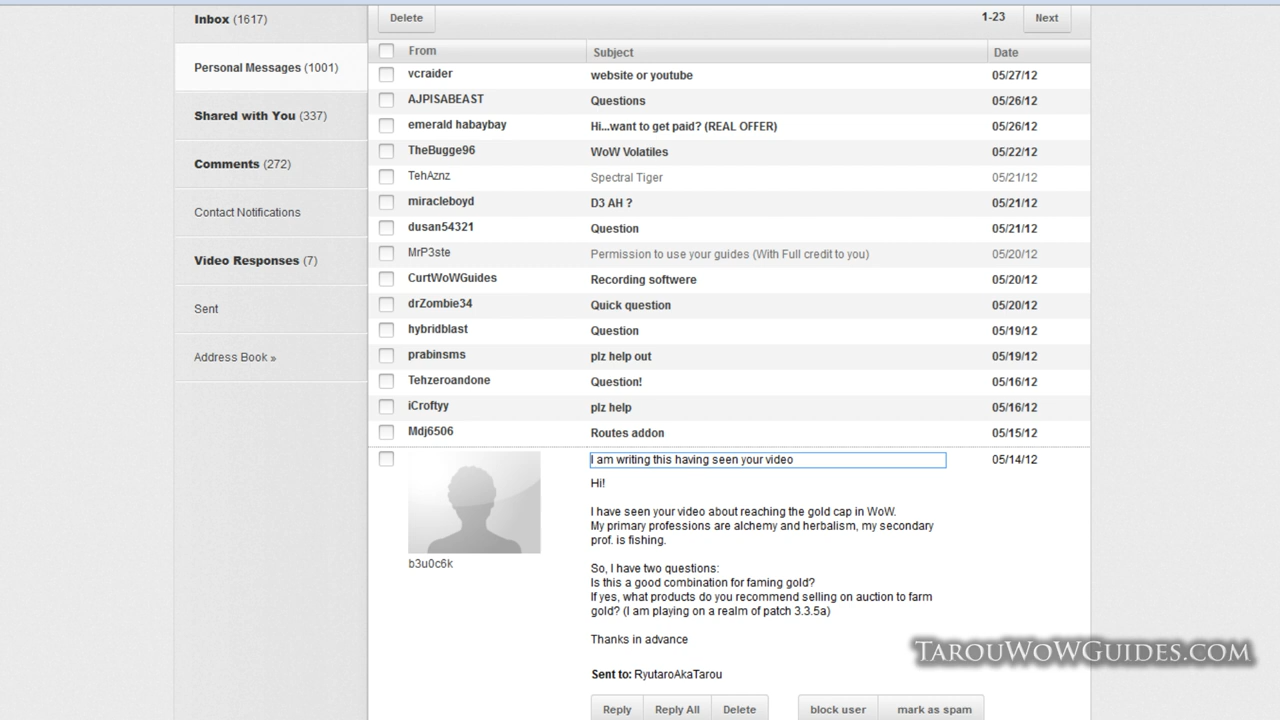 Inbox (1617)
Personal Messages (1001)
Shared with You (337)
Comments (272)
Contact Notifications
Video Responses (7)
Sent
Address Book »
Delete 1-23 Next
From Subject Date
vcraider website or youtube 05/27/12
AJPISABEAST Questions 05/26/12
emerald habaybay Hi...want to get paid? (REAL OFFER) 05/26/12
TheBugge96 WoW Volatiles 05/22/12
TehAznz Spectral Tiger 05/21/12
miracleboyd D3 AH ? 05/21/12
dusan54321 Question 05/21/12
MrP3ste Permission to use your guides (With Full credit to you) 05/20/12
CurtWoWGuides Recording softwere 05/20/12
drZombie34 Quick question 05/20/12
hybridblast Question 05/19/12
prabinsms plz help out 05/19/12
Tehzeroandone Question! 05/16/12
iCroftyy plz help 05/16/12
Mdj6506 Routes addon 05/15/12
I am writing this having seen your video 05/14/12
b3u0c6k
Hi!
I have seen your video about reaching the gold cap in WoW.
My primary professions are alchemy and herbalism, my secondary
prof. is fishing.
So, I have two questions:
Is this a good combination for faming gold?
If yes, what products do you recommend selling on auction to farm
gold? (I am playing on a realm of patch 3.3.5a)
Thanks in advance
Sent to: RyutaroAkaTarou
Reply Reply All Delete block user mark as spam
TarouWoWGuides.com